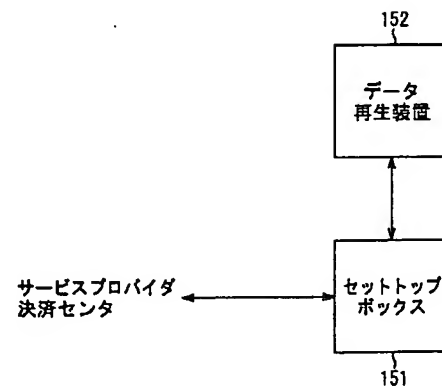 152
データ
再生装置
サービスプロバイダ
決済センタ
セットトップ
ボックス
151